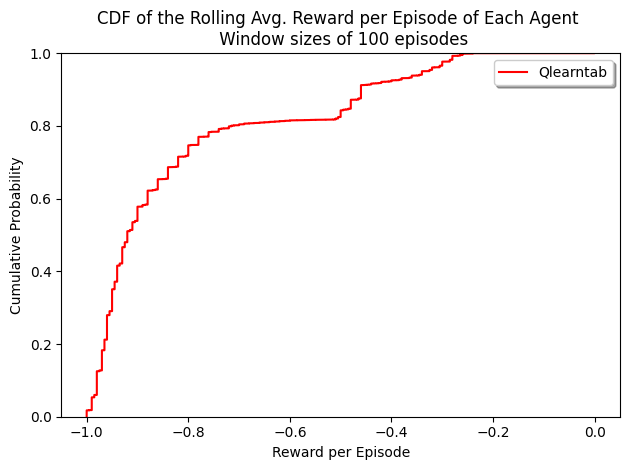 CDF of the Rolling Avg. Reward per Episode of Each Agent
Window sizes of 100 episodes
Qlearntab
1.0
0.8
0.6
0.4
0.2
0.0
Cumulative Probability
−1.0 −0.8 −0.6 −0.4 −0.2 0.0
Reward per Episode